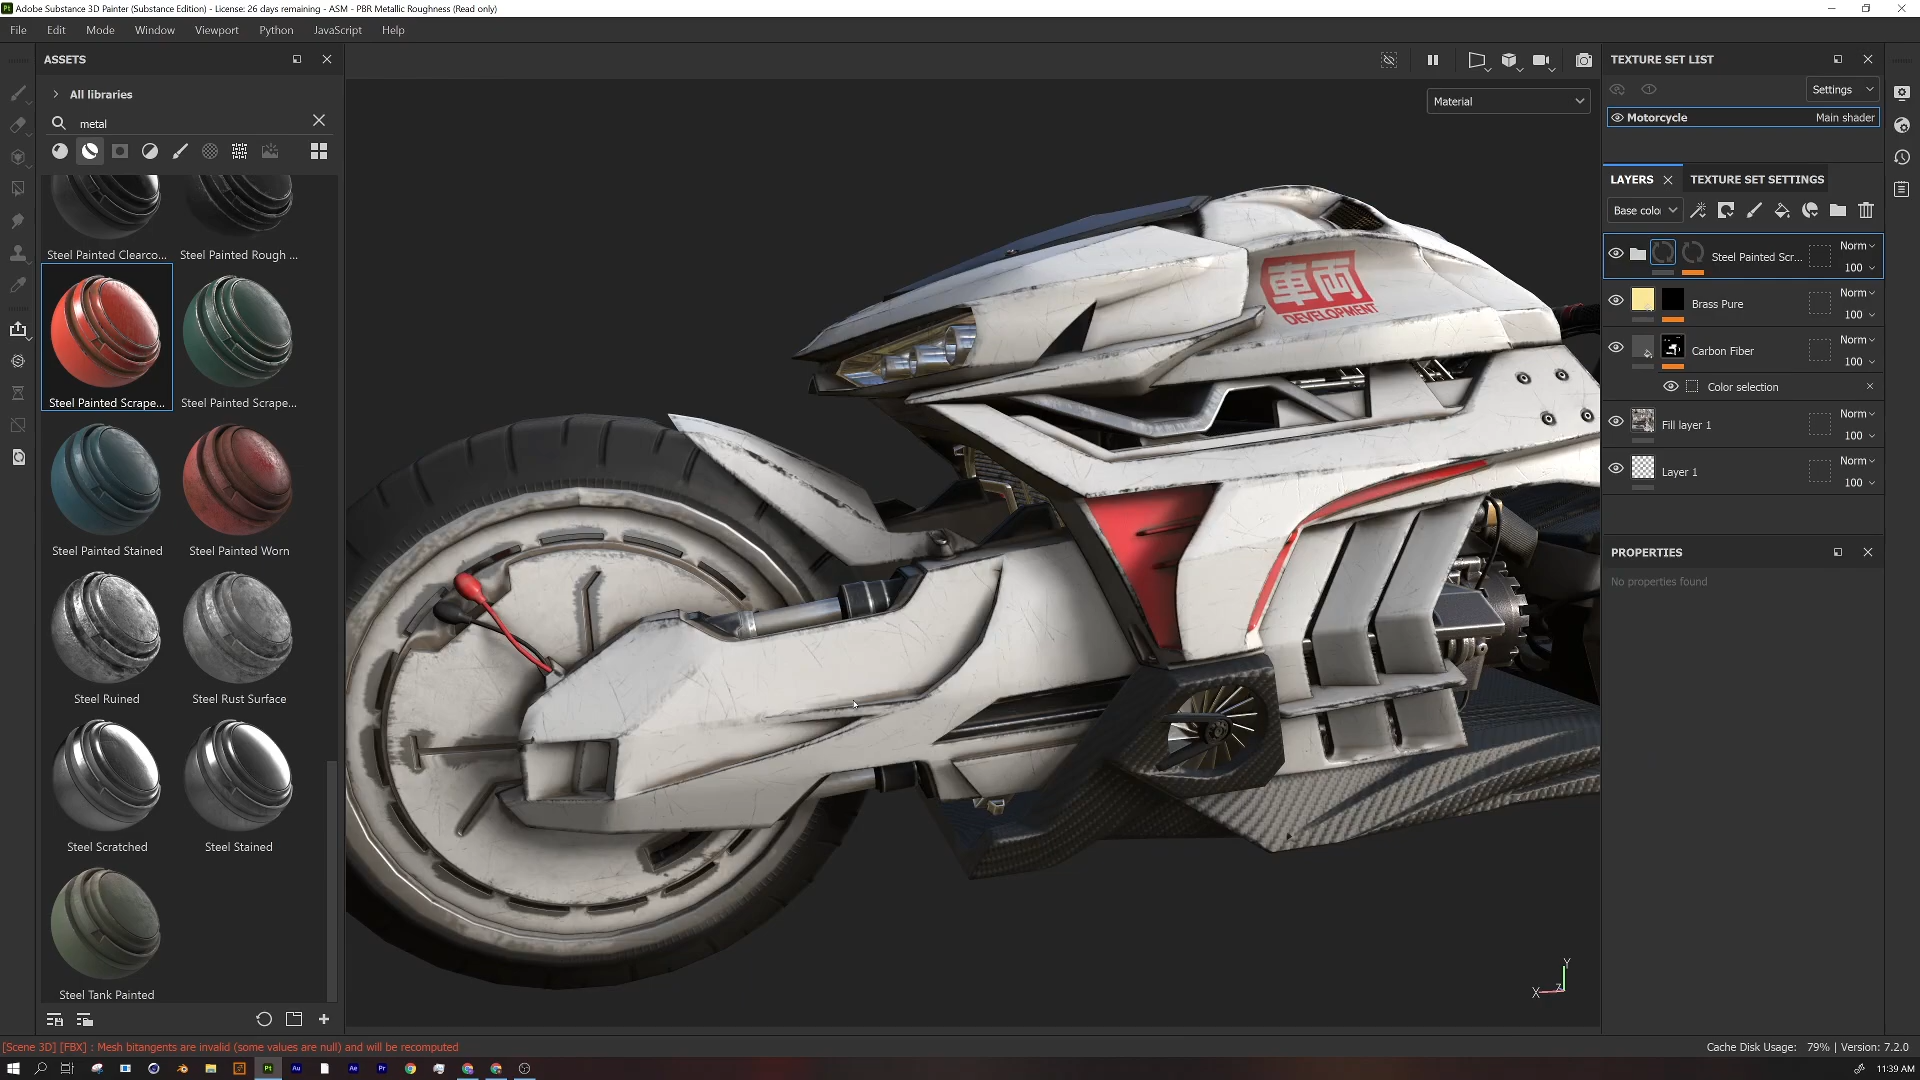 Adobe Substance 3D Painter (Substance Edition) - License: 26 days remaining - ASM - PBR Metallic Roughness (Read only)
File Edit Mode Window Viewport Python JavaScript Help
ASSETS
All libraries
metal
Steel Painted Clearco...
Steel Painted Rough ...
Steel Painted Scrape...
Steel Painted Scrape...
Steel Painted Stained
Steel Painted Worn
Steel Ruined
Steel Rust Surface
Steel Scratched
Steel Stained
Steel Tank Painted
Material
車両
DEVELOPMENT
Y
X
Z
TEXTURE SET LIST
Settings
Motorcycle
Main shader
LAYERS
TEXTURE SET SETTINGS
Base color
Steel Painted Scr...
Norm
100
Brass Pure
Norm
100
Carbon Fiber
Norm
100
Color selection
Fill layer 1
Norm
100
Layer 1
Norm
100
PROPERTIES
No properties found
[Scene 3D] [FBX] : Mesh bitangents are invalid (some values are null) and will be recomputed
Cache Disk Usage: 79% | Version: 7.2.0
Pt
Au
Ae
Pr
11:39 AM